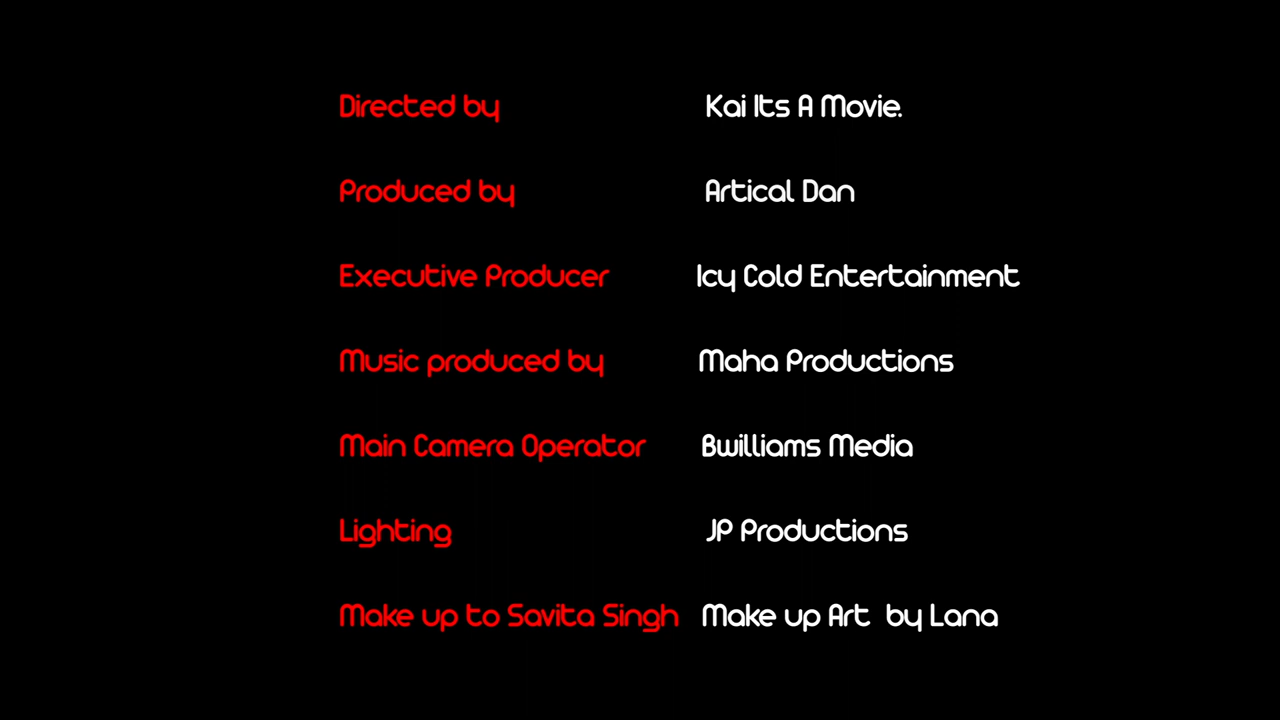 Directed by Kai Its A Movie.
Produced by Artical Dan
Executive Producer Icy Cold Entertainment
Music produced by Maha Productions
Main Camera Operator Bwilliams Media
Lighting JP Productions
Make up to Savita Singh Make up Art by Lana